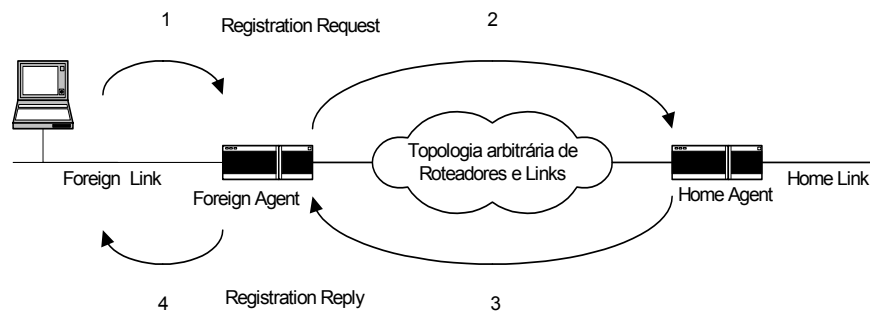 1
Registration Request
2
Topologia arbitrária de
Roteadores e Links
Foreign Link
Foreign Agent
Home Agent
Home Link
4
Registration Reply
3